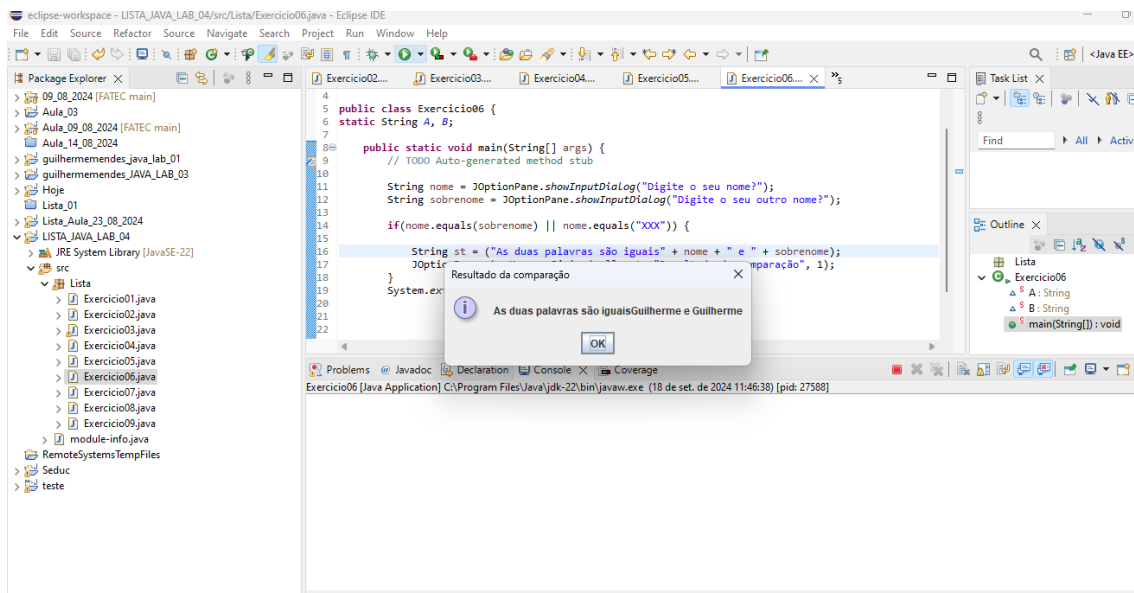 eclipse-workspace - LISTA_JAVA_LAB_04/src/Lista/Exercicio06.java - Eclipse IDE
File Edit Source Refactor Source Navigate Search Project Run Window Help
<Java EE>
Package Explorer
09_08_2024 [FATEC main]
Aula_03
Aula_09_08_2024 [FATEC main]
Aula_14_08_2024
guilhermemendes_java_lab_01
guilhermemendes_JAVA_LAB_03
Hoje
Lista_01
Lista_Aula_23_08_2024
LISTA_JAVA_LAB_04
JRE System Library [JavaSE-22]
src
Lista
Exercicio01.java
Exercicio02.java
Exercicio03.java
Exercicio04.java
Exercicio05.java
Exercicio06.java
Exercicio07.java
Exercicio08.java
Exercicio09.java
module-info.java
RemoteSystemsTempFiles
Seduc
teste
Exercicio02.... Exercicio03.... Exercicio04.... Exercicio05.... Exercicio06.... 5
4
5 public class Exercicio06 {
6 static String A, B;
7
8 public static void main(String[] args) {
9 // TODO Auto-generated method stub
10
11 String nome = JOptionPane.showInputDialog("Digite o seu nome?");
12 String sobrenome = JOptionPane.showInputDialog("Digite o seu outro nome?");
13
14 if(nome.equals(sobrenome) || nome.equals("XXX")) {
15
16 String st = ("As duas palavras são iguais" + nome + " e " + sobrenome);
17 JOptio mparação", 1);
18 }
19 System.ex
20
21
22
Resultado da comparação
As duas palavras são iguaisGuilherme e Guilherme
OK
Problems Javadoc Declaration Console Coverage
Exercicio06 [Java Application] C:\Program Files\Java\jdk-22\bin\javaw.exe (18 de set. de 2024 11:46:38) [pid: 27588]
Task List
Find All Activ
Outline
Lista
Exercicio06
A : String
B : String
main(String[]) : void